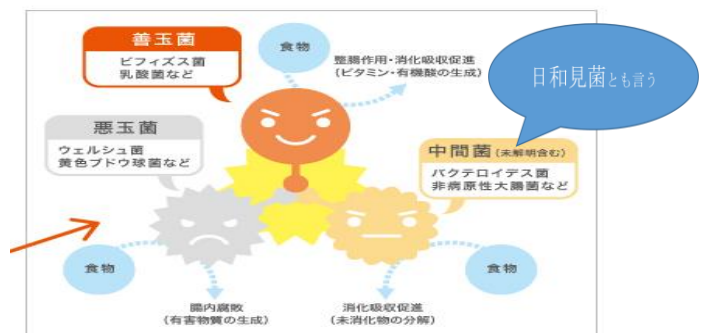 善玉菌
ビフィズス菌
乳酸菌など
食物
整腸作用・消化吸収促進
(ビタミン・有機酸の生成)
日和見菌とも言う
悪玉菌
ウェルシュ菌
黄色ブドウ球菌など
中間菌(未解明含む)
バクテロイデス菌
非病原性大腸菌など
食物
食物
腸内腐敗
(有害物質の生成)
消化吸収促進
(未消化物の分解)